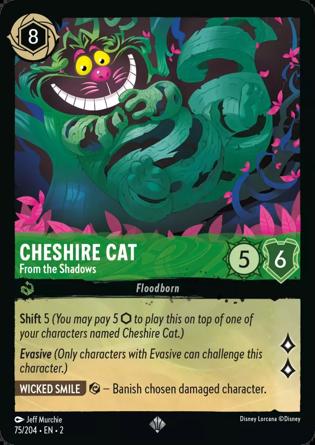 8
CHESHIRE CAT
From the Shadows
5
6
Floodborn
Shift 5 (You may pay 5 ⬡ to play this on top of one of
your characters named Cheshire Cat.)
Evasive (Only characters with Evasive can challenge this
character.)
WICKED SMILE – Banish chosen damaged character.
Jeff Murchie
75/204 • EN • 2
Disney Lorcana ©Disney